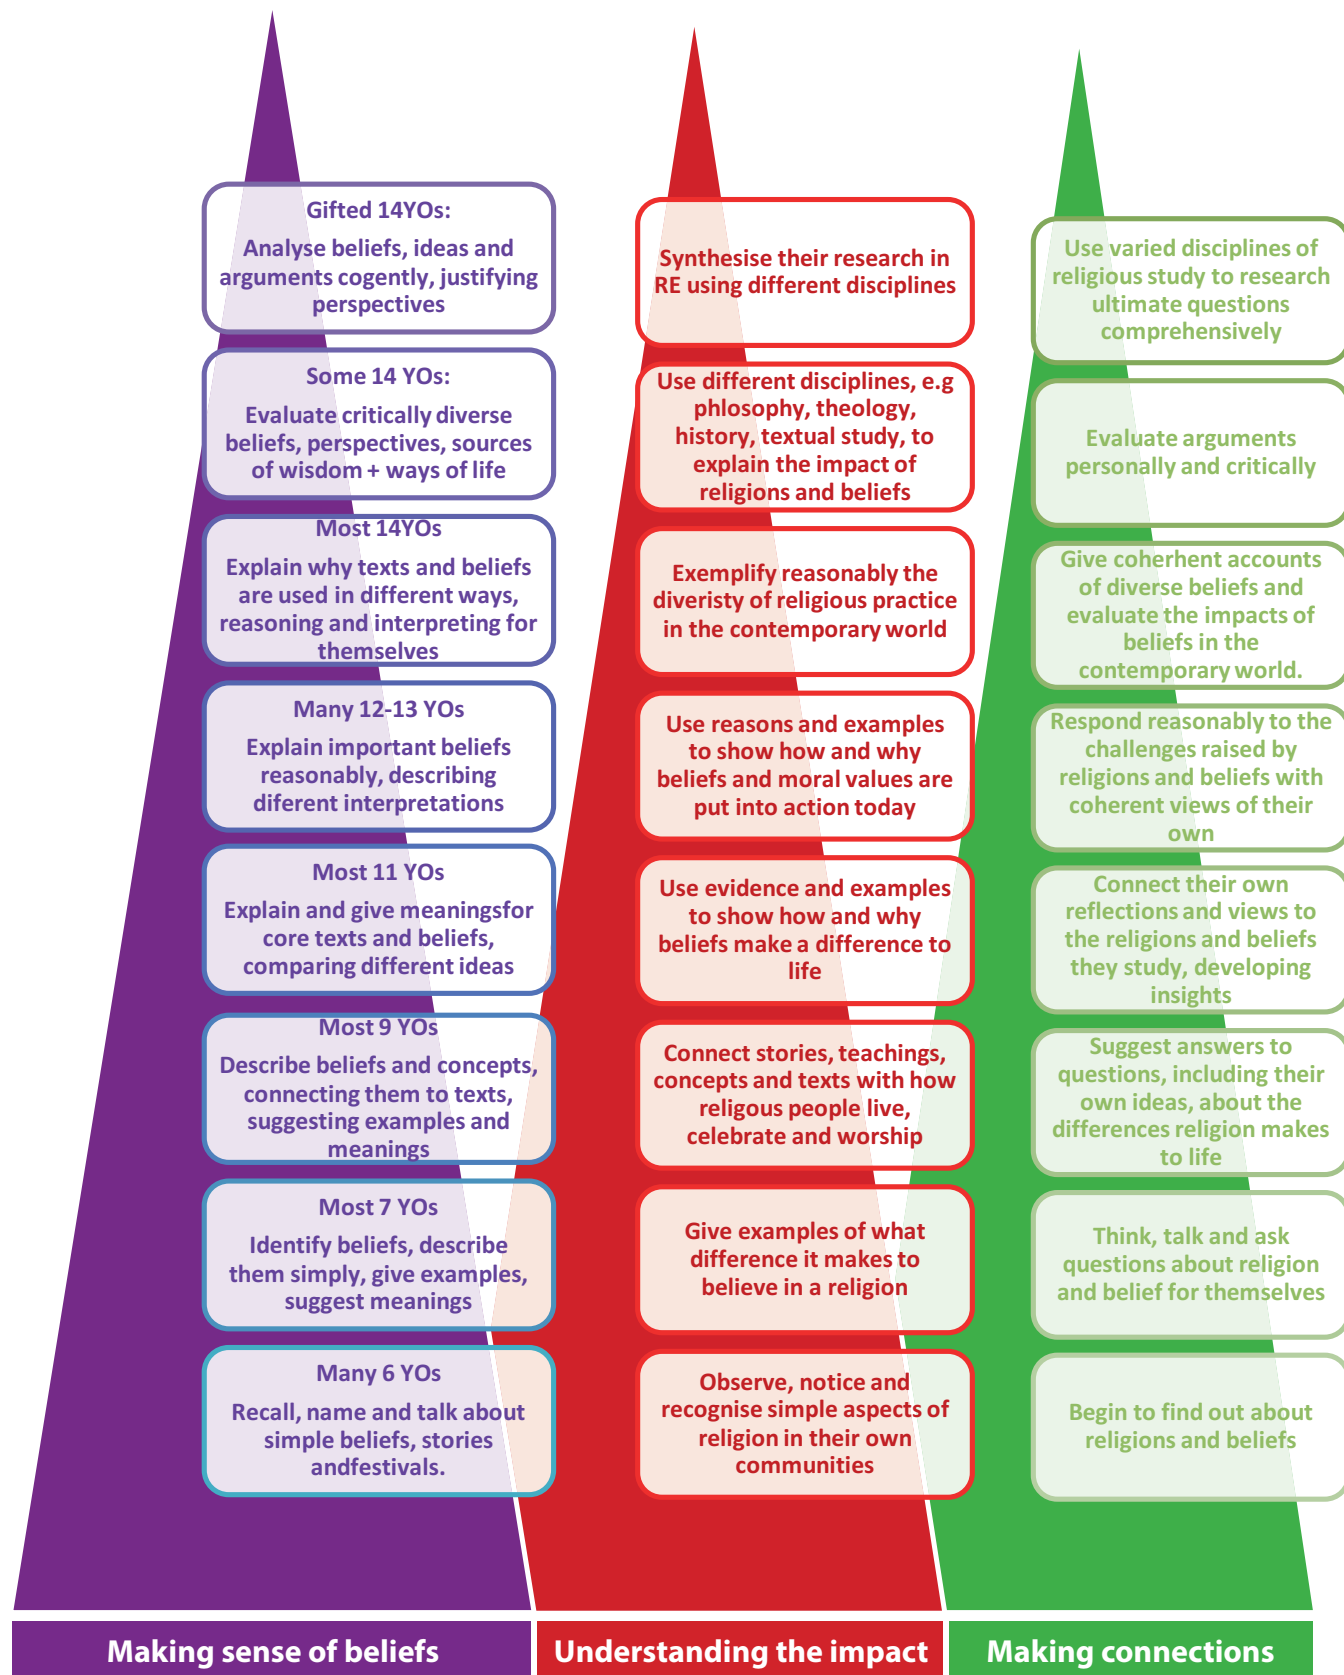 Gifted 14YOs:
Analyse beliefs, ideas and
arguments cogently, justifying
perspectives
Some 14 YOs:
Evaluate critically diverse
beliefs, perspectives, sources
of wisdom + ways of life
Most 14YOs
Explain why texts and beliefs
are used in different ways,
reasoning and interpreting for
themselves
Many 12-13 YOs
Explain important beliefs
reasonably, describing
diferent interpretations
Most 11 YOs
Explain and give meaningsfor
core texts and beliefs,
comparing different ideas
Most 9 YOs
Describe beliefs and concepts,
connecting them to texts,
suggesting examples and
meanings
Most 7 YOs
Identify beliefs, describe
them simply, give examples,
suggest meanings
Many 6 YOs
Recall, name and talk about
simple beliefs, stories
andfestivals.
Making sense of beliefs
Synthesise their research in
RE using different disciplines
Use different disciplines, e.g
phlosophy, theology,
history, textual study, to
explain the impact of
religions and beliefs
Exemplify reasonably the
diveristy of religious practice
in the contemporary world
Use reasons and examples
to show how and why
beliefs and moral values are
put into action today
Use evidence and examples
to show how and why
beliefs make a difference to
life
Connect stories, teachings,
concepts and texts with how
religous people live,
celebrate and worship
Give examples of what
difference it makes to
believe in a religion
Observe, notice and
recognise simple aspects of
religion in their own
communities
Understanding the impact
Use varied disciplines of
religious study to research
ultimate questions
comprehensively
Evaluate arguments
personally and critically
Give coherhent accounts
of diverse beliefs and
evaluate the impacts of
beliefs in the
contemporary world.
Respond reasonably to the
challenges raised by
religions and beliefs with
coherent views of their
own
Connect their own
reflections and views to
the religions and beliefs
they study, developing
insights
Suggest answers to
questions, including their
own ideas, about the
differences religion makes
to life
Think, talk and ask
questions about religion
and belief for themselves
Begin to find out about
religions and beliefs
Making connections